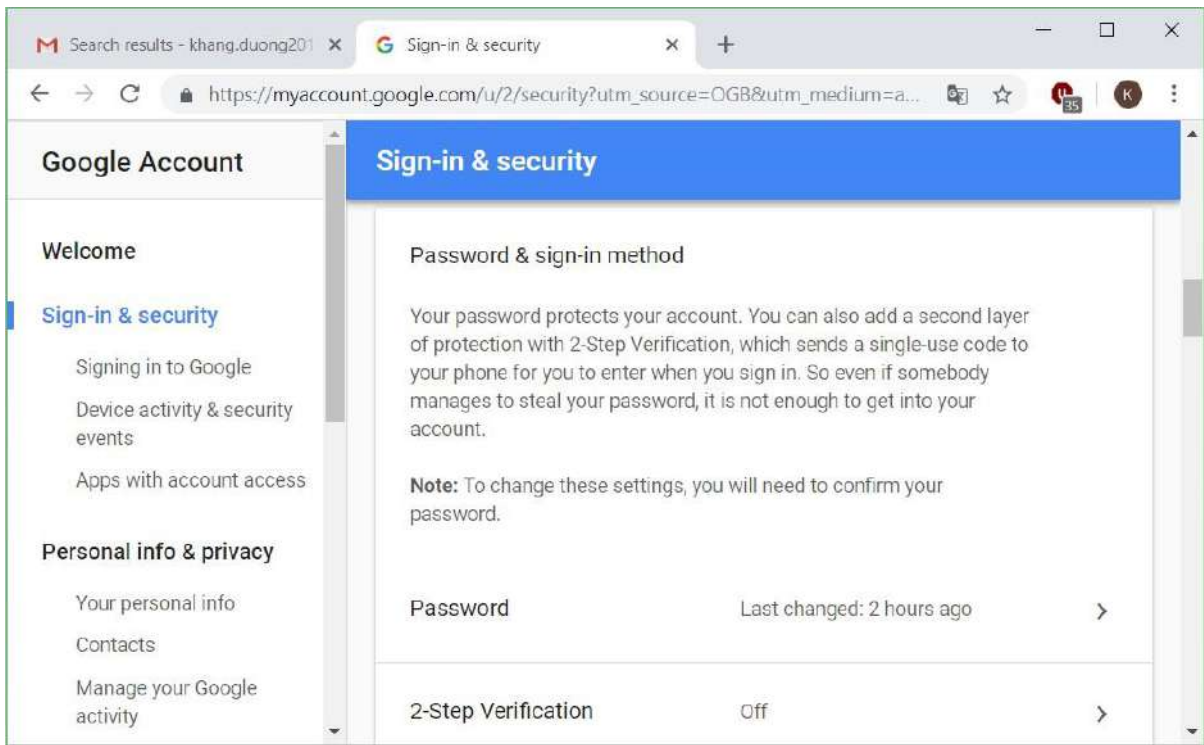 Search results - khang.duong201
Sign-in & security
https://myaccount.google.com/u/2/security?utm_source=OGB&utm_medium=a...
35
K
Google Account
Sign-in & security
Welcome
Sign-in & security
Signing in to Google
Device activity & security
events
Apps with account access
Personal info & privacy
Your personal info
Contacts
Manage your Google
activity
Password & sign-in method
Your password protects your account. You can also add a second layer
of protection with 2-Step Verification, which sends a single-use code to
your phone for you to enter when you sign in. So even if somebody
manages to steal your password, it is not enough to get into your
account.
Note: To change these settings, you will need to confirm your
password.
Password Last changed: 2 hours ago
2-Step Verification Off